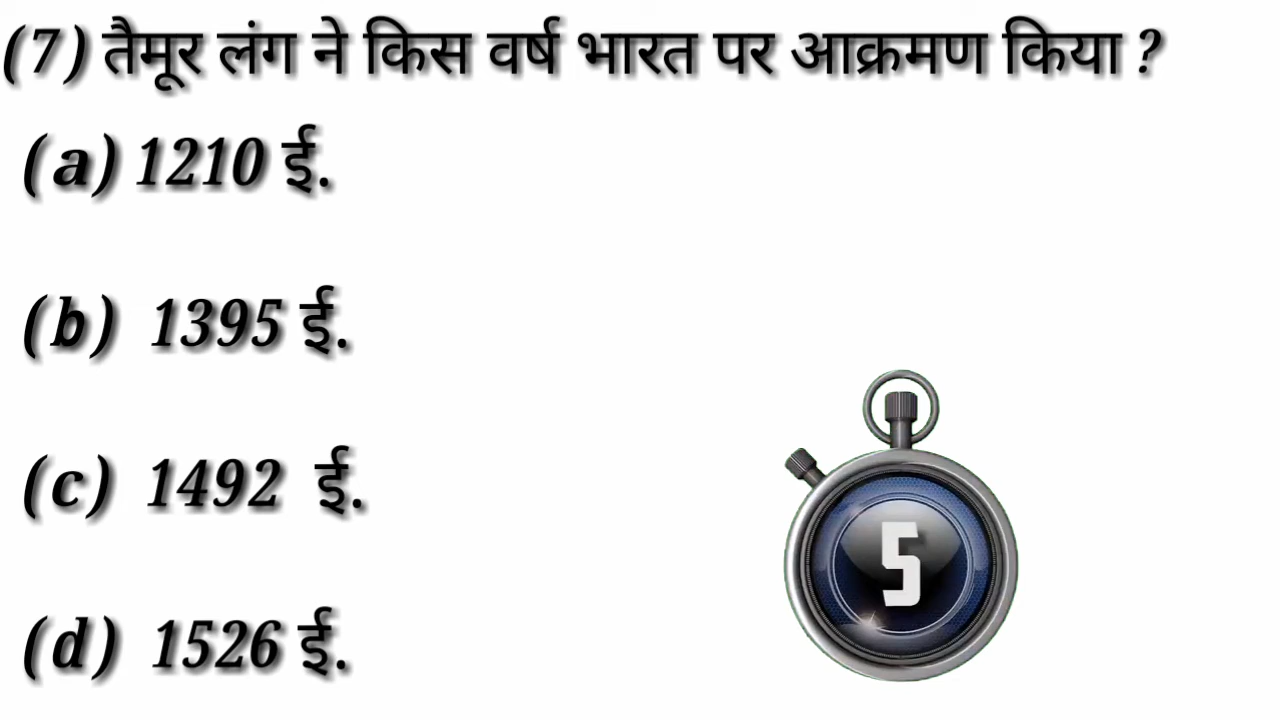 (7) तैमूर लंग ने किस वर्ष भारत पर आक्रमण किया ?
(a) 1210 ई.
(b) 1395 ई.
(c) 1492 ई.
5
(d) 1526 ई.